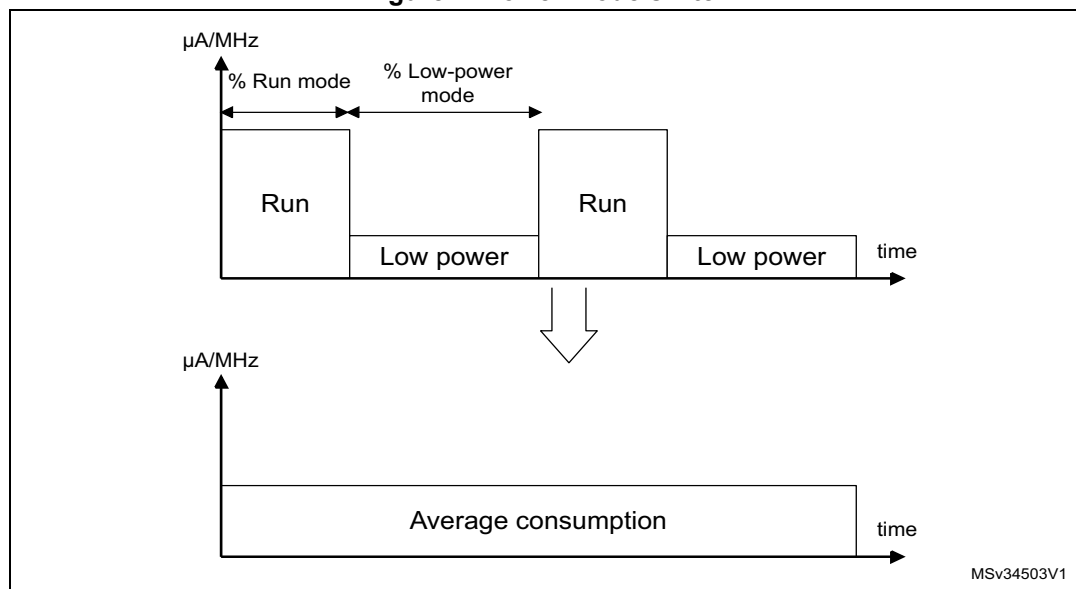 µA/MHz
% Run mode
% Low-power
mode
Run
Low power
Run
Low power
time
µA/MHz
Average consumption
time
MSv34503V1